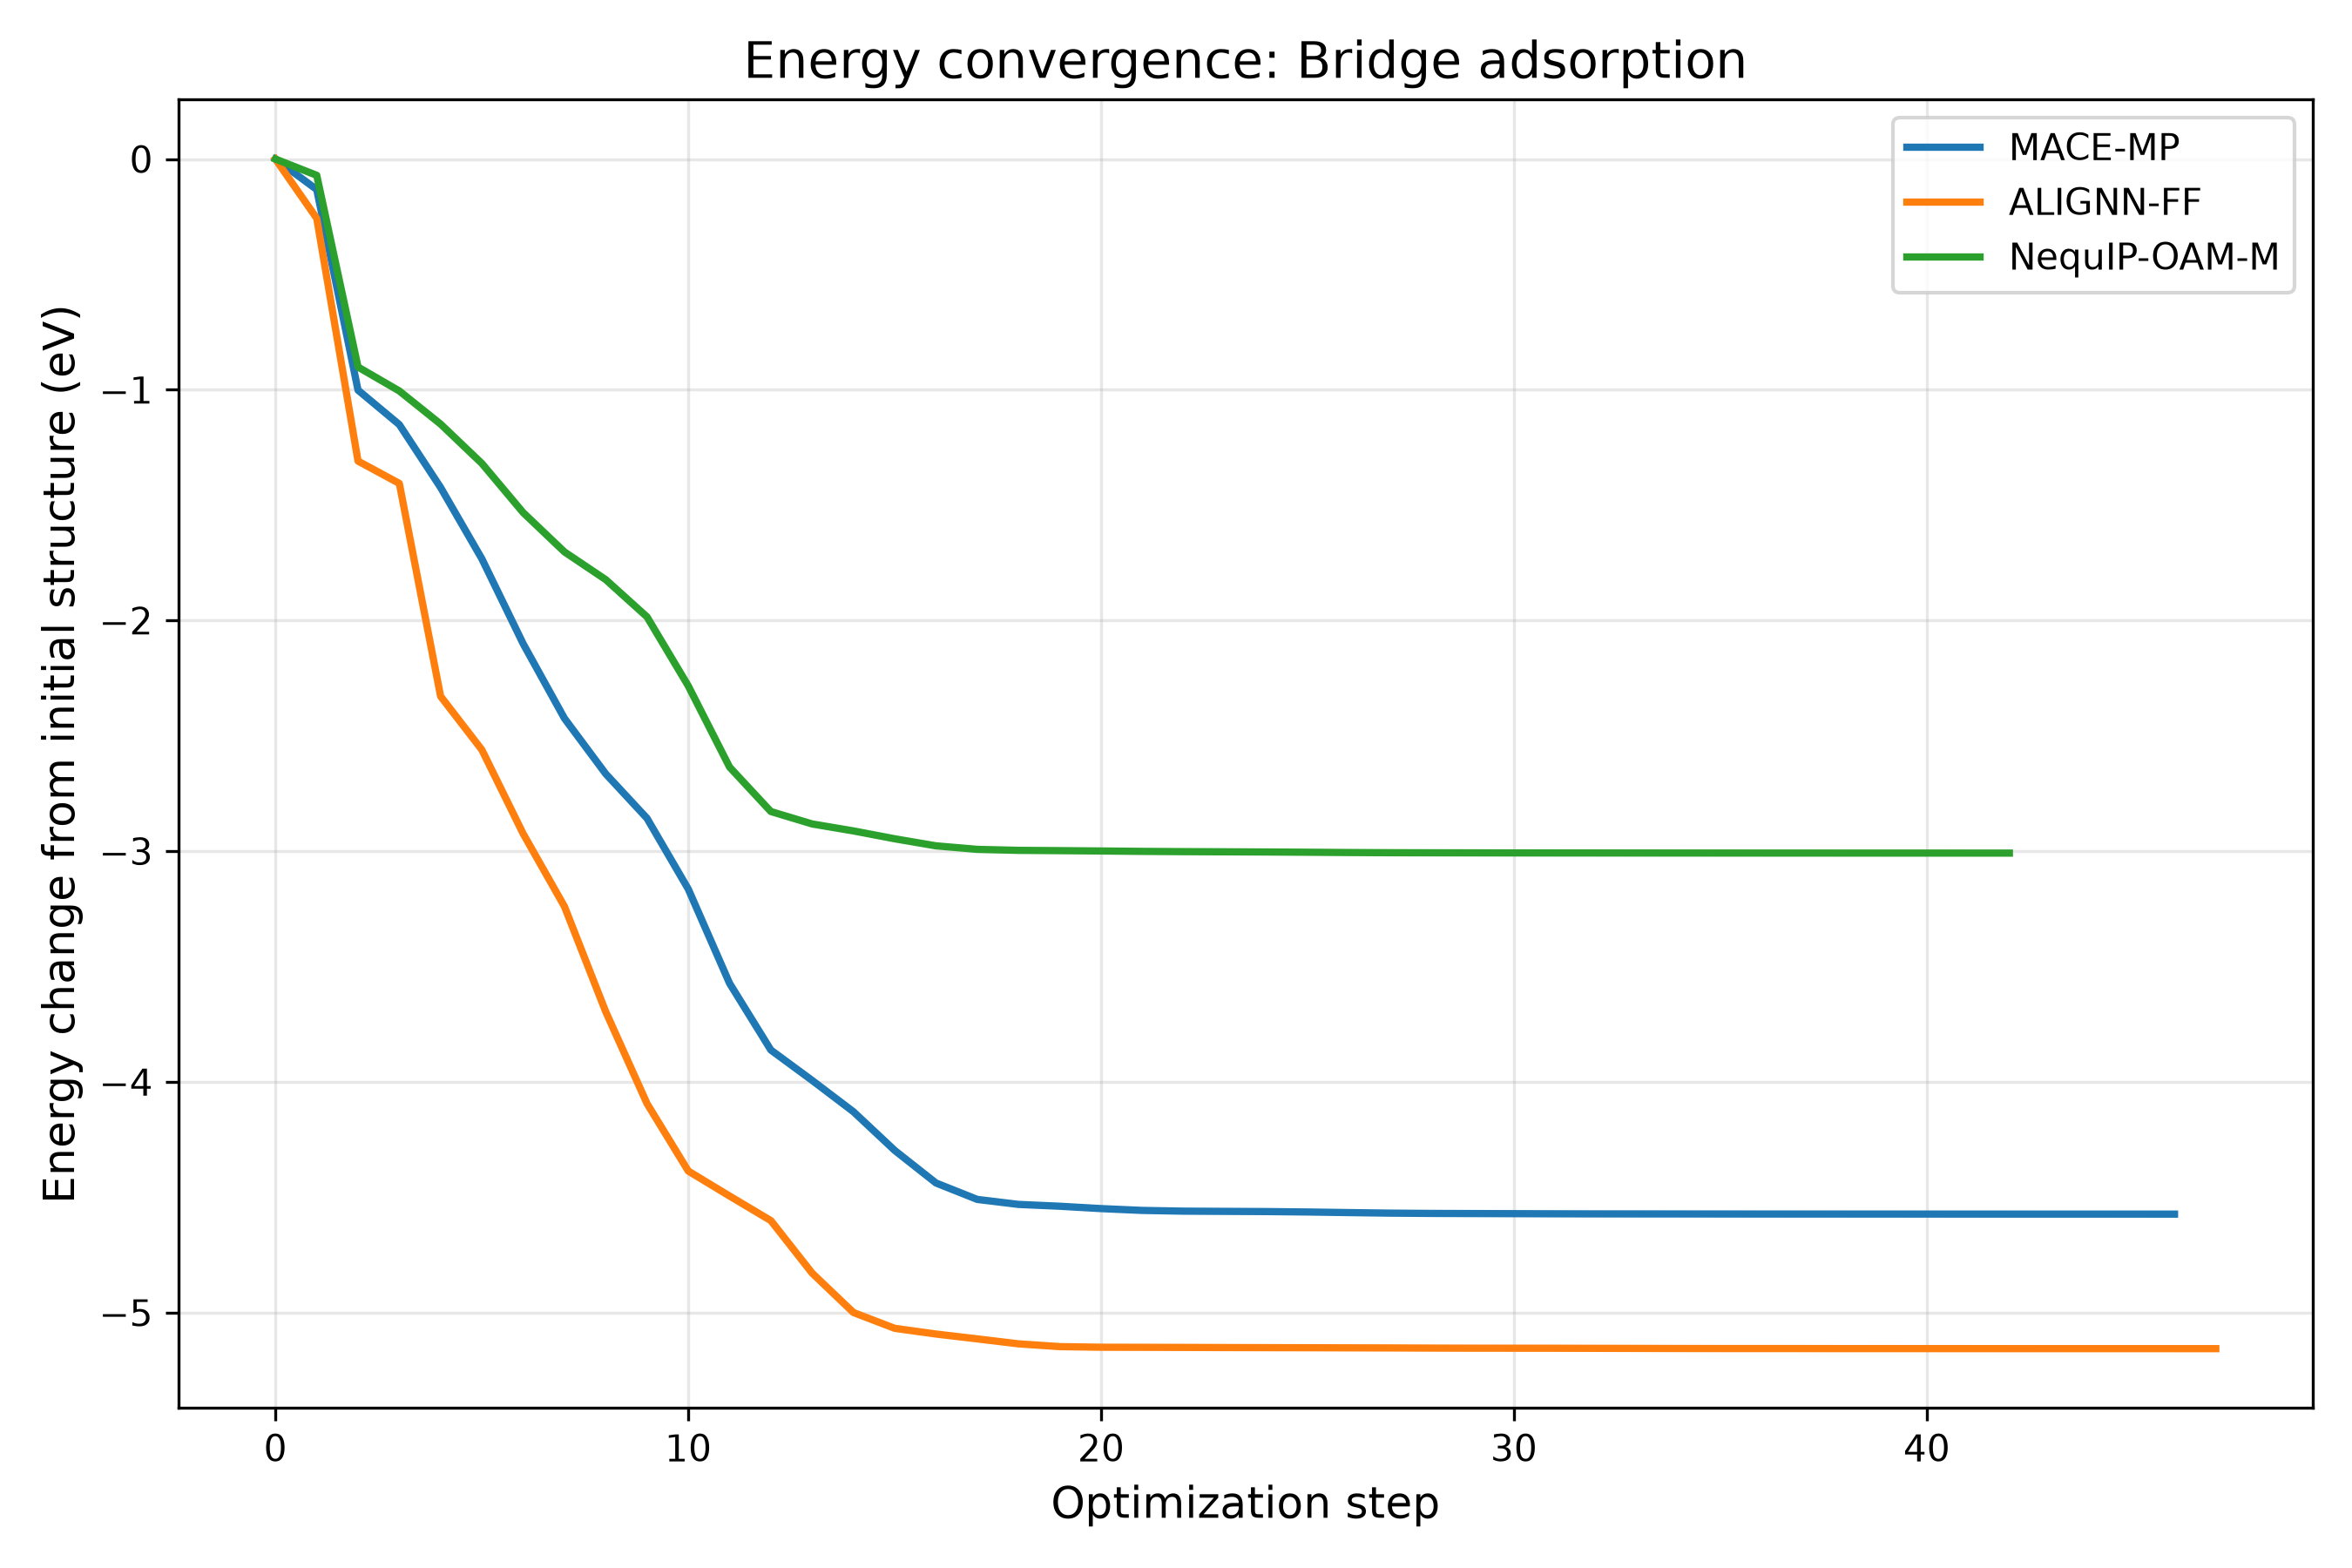 Energy convergence: Bridge adsorption
MACE-MP
ALIGNN-FF
NequIP-OAM-M
Energy change from initial structure (eV)
0
−1
−2
−3
−4
−5
0 10 20 30 40
Optimization step